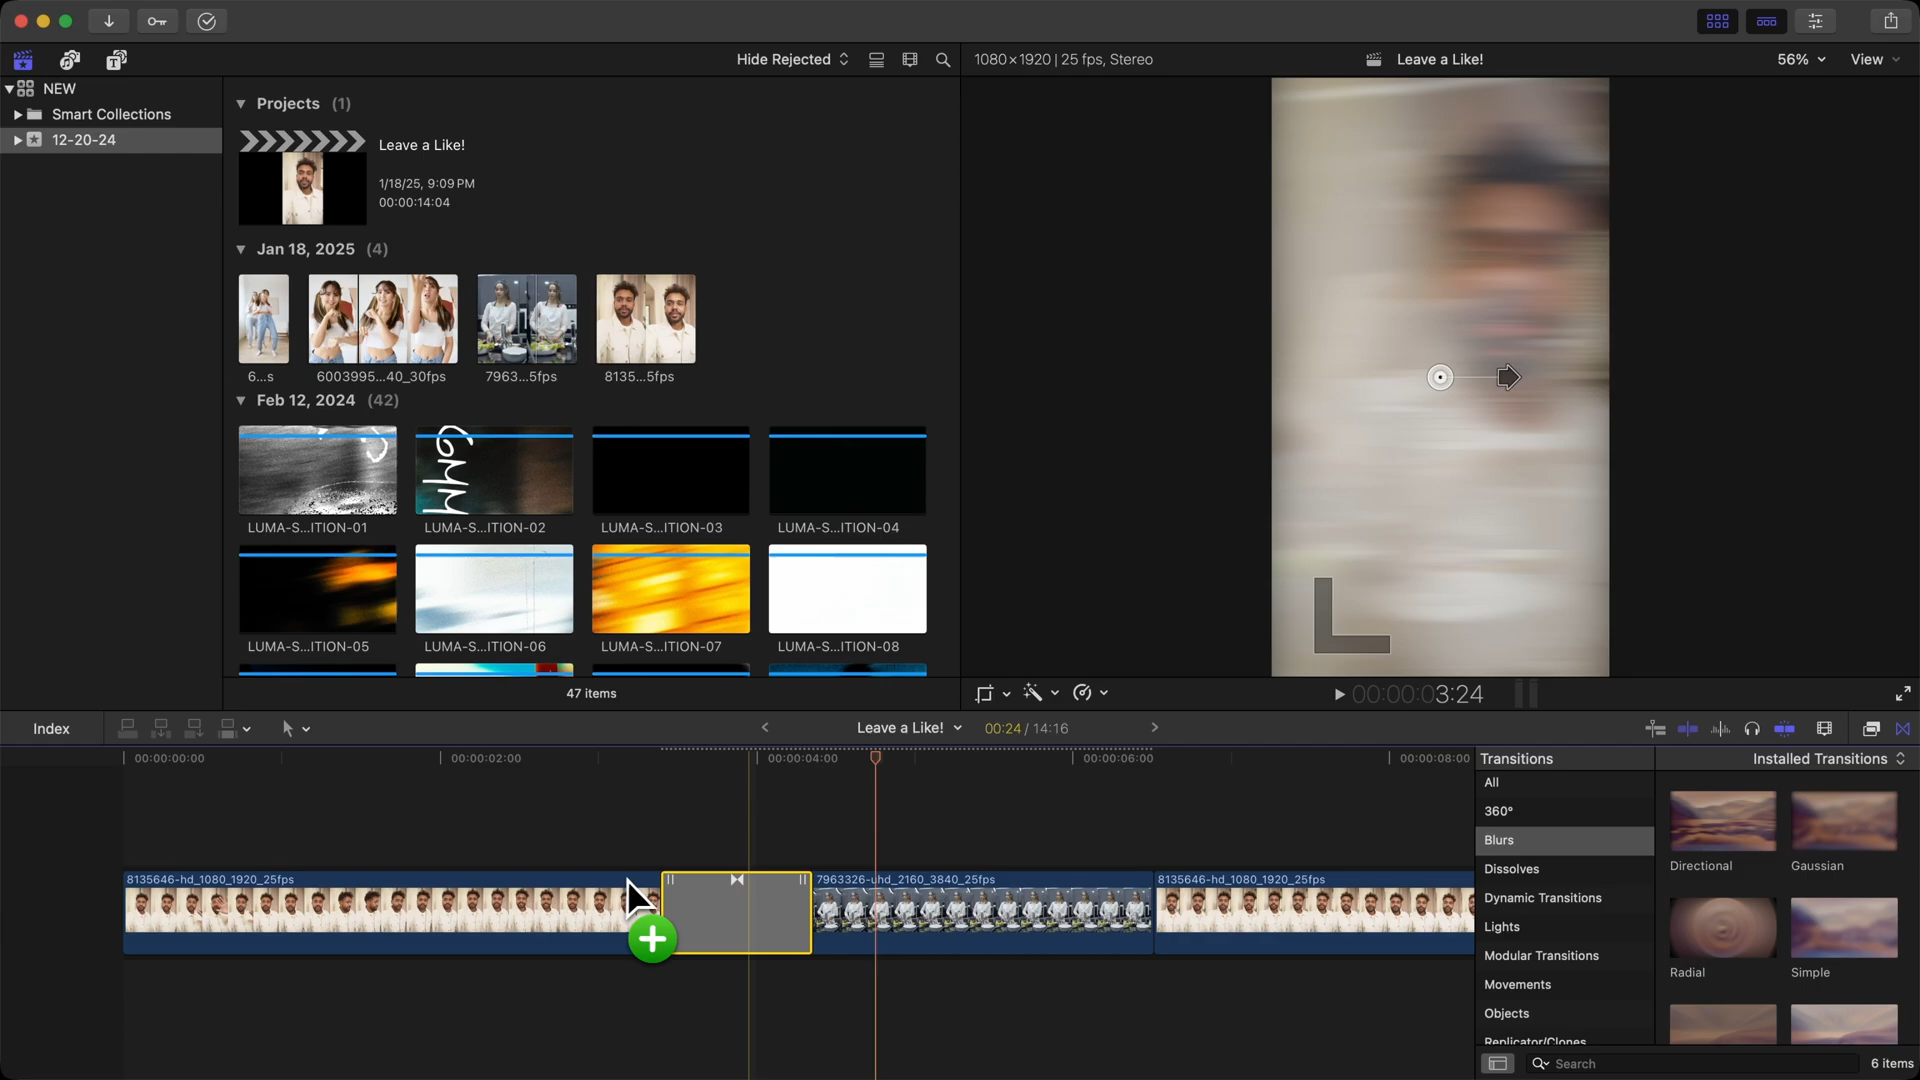 Hide Rejected
1080×1920 | 25 fps, Stereo
Leave a Like!
56%
View
NEW
Smart Collections
12-20-24
Projects (1)
Leave a Like!
1/18/25, 9:09 PM
00:00:14:04
Jan 18, 2025 (4)
6...s
6003995...40_30fps
7963...5fps
8135...5fps
Feb 12, 2024 (42)
LUMA-S...ITION-01
LUMA-S...ITION-02
LUMA-S...ITION-03
LUMA-S...ITION-04
LUMA-S...ITION-05
LUMA-S...ITION-06
LUMA-S...ITION-07
LUMA-S...ITION-08
47 items
00:00:03:24
Index
Leave a Like!
00:24 / 14:16
00:00:00:00
00:00:02:00
00:00:04:00
00:00:06:00
00:00:08:00
8135646-hd_1080_1920_25fps
7963326-uhd_2160_3840_25fps
8135646-hd_1080_1920_25fps
Transitions
Installed Transitions
All
360°
Blurs
Dissolves
Dynamic Transitions
Lights
Modular Transitions
Movements
Objects
Replicator/Clones
Directional
Gaussian
Radial
Simple
Search
6 items